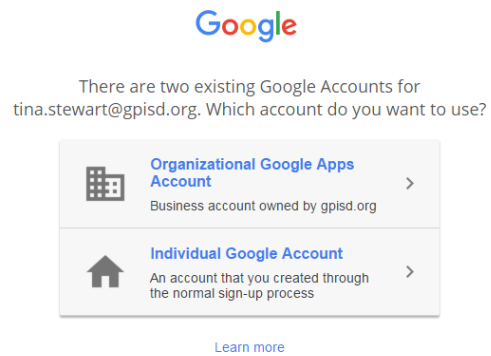 Google
There are two existing Google Accounts for
tina.stewart@gpisd.org. Which account do you want to use?
Organizational Google Apps
Account
Business account owned by gpisd.org
Individual Google Account
An account that you created through
the normal sign-up process
Learn more